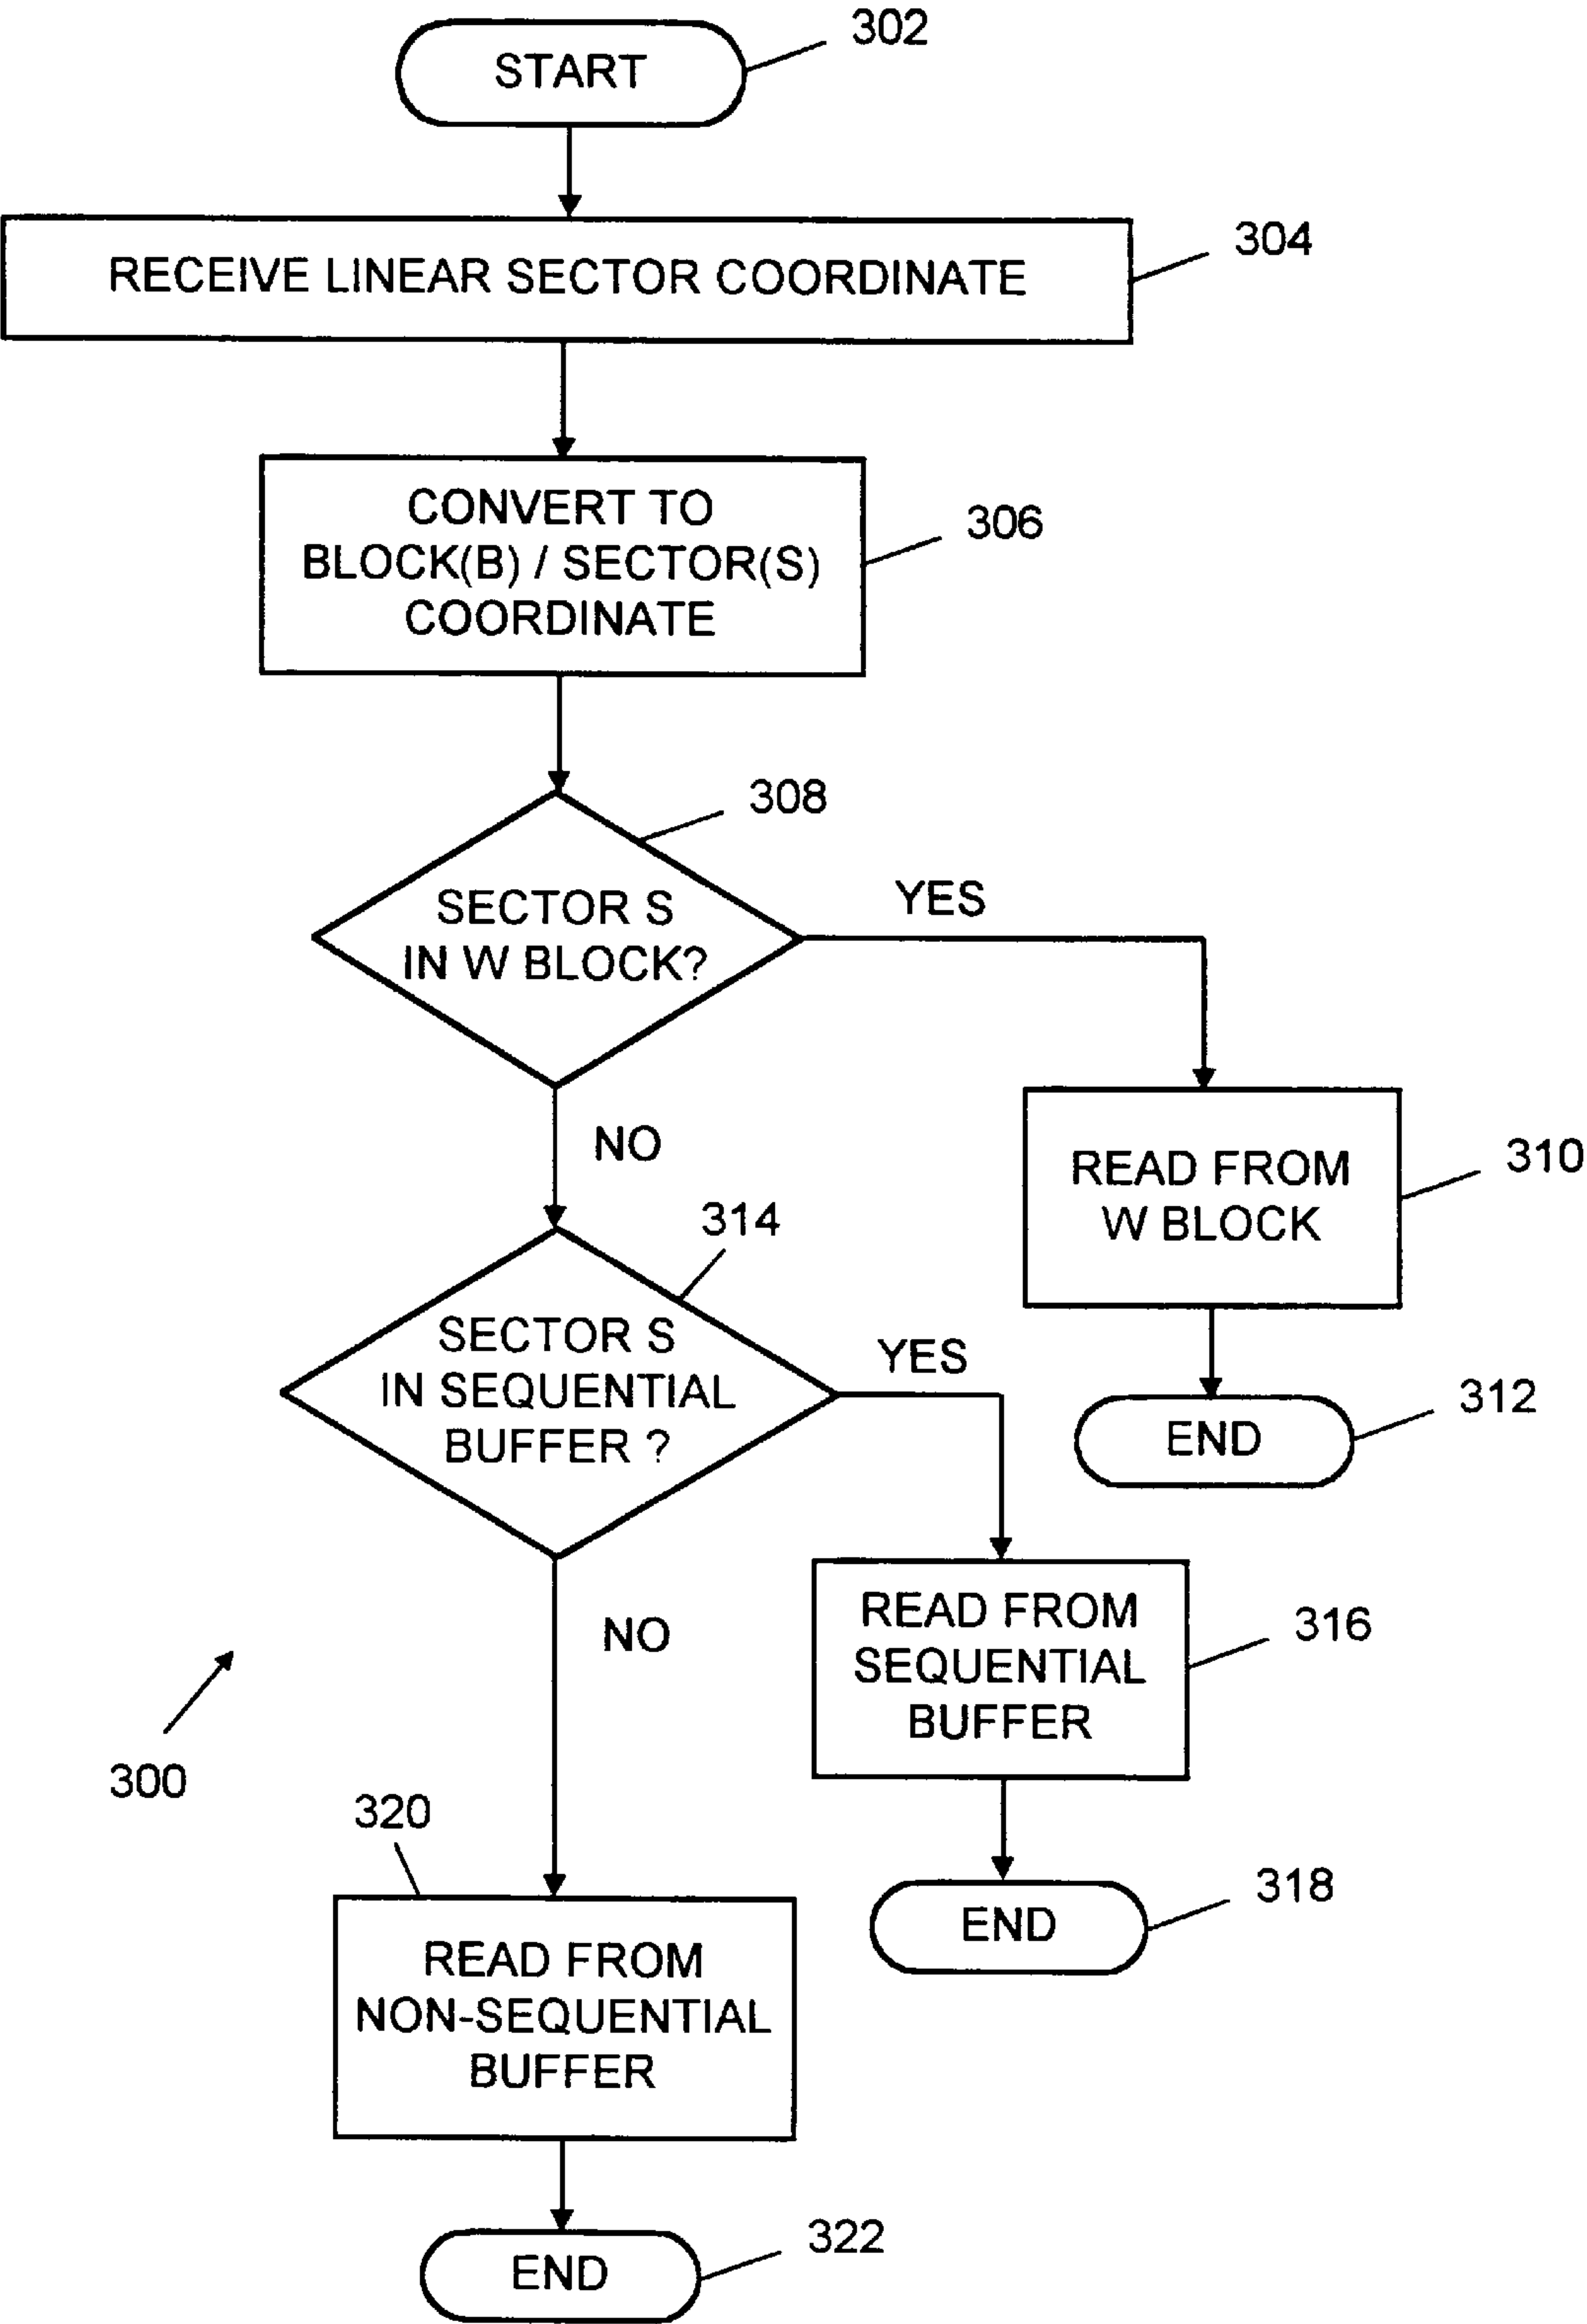 302
START
304
RECEIVE LINEAR SECTOR COORDINATE
CONVERT TO
BLOCK(B) / SECTOR(S)
COORDINATE
306
308
SECTOR S
IN W BLOCK?
YES
NO
READ FROM
W BLOCK
310
314
SECTOR S
IN SEQUENTIAL
BUFFER ?
YES
END
312
NO
READ FROM
SEQUENTIAL
BUFFER
316
300
320
END
318
READ FROM
NON-SEQUENTIAL
BUFFER
END
322